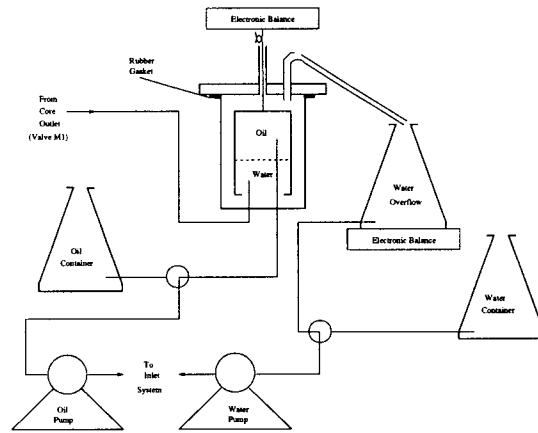 Electronic Balance
Rubber
Gasket
From
Core
Outlet
(Valve M1)
Oil
Water
Water
Overflow
Electronic Balance
Oil
Container
Water
Container
To
Inlet
System
Oil
Pump
Water
Pump